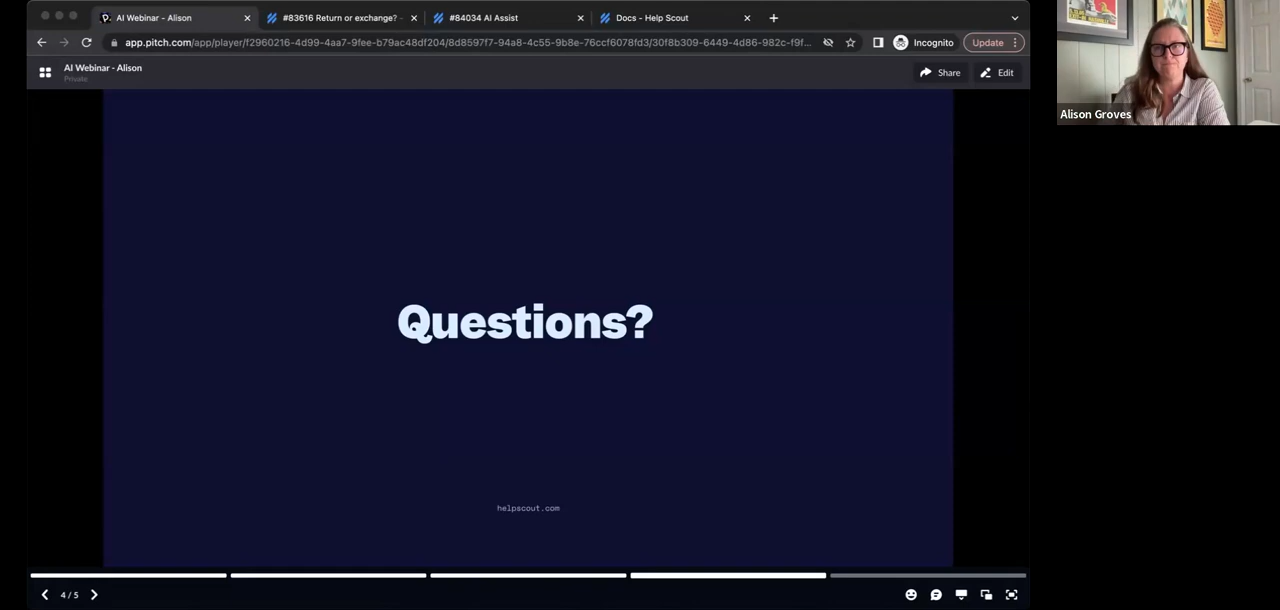 AI Webinar - Alison
#83616 Return or exchange? -
#84034 AI Assist
Docs - Help Scout
app.pitch.com/app/player/f2960216-4d99-4aa7-9fee-b79ac48df204/8d8597f7-94a8-4c55-9b8e-76ccf6078fd3/30f8b309-6449-4d86-982c-f9f...
Incognito
Update
AI Webinar - Alison
Private
Share
Edit
Alison Groves
Questions?
helpscout.com
4 / 5